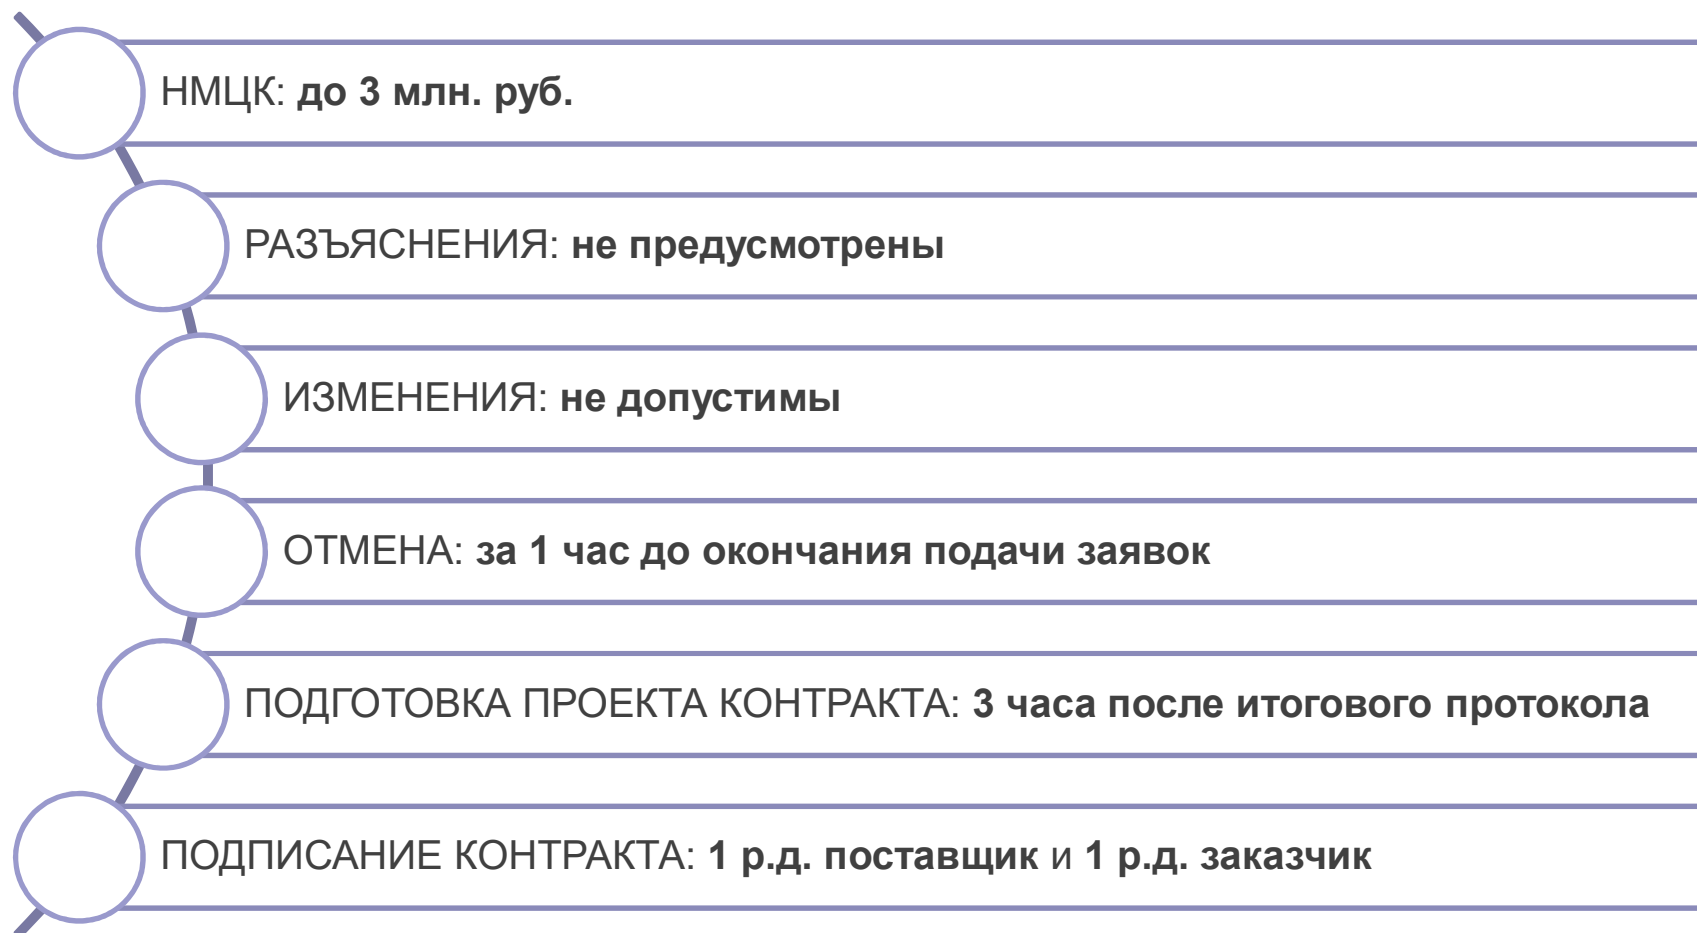 НМЦК: до 3 млн. руб.
РАЗЪЯСНЕНИЯ: не предусмотрены
ИЗМЕНЕНИЯ: не допустимы
ОТМЕНА: за 1 час до окончания подачи заявок
ПОДГОТОВКА ПРОЕКТА КОНТРАКТА: 3 часа после итогового протокола
ПОДПИСАНИЕ КОНТРАКТА: 1 р.д. поставщик и 1 р.д. заказчик